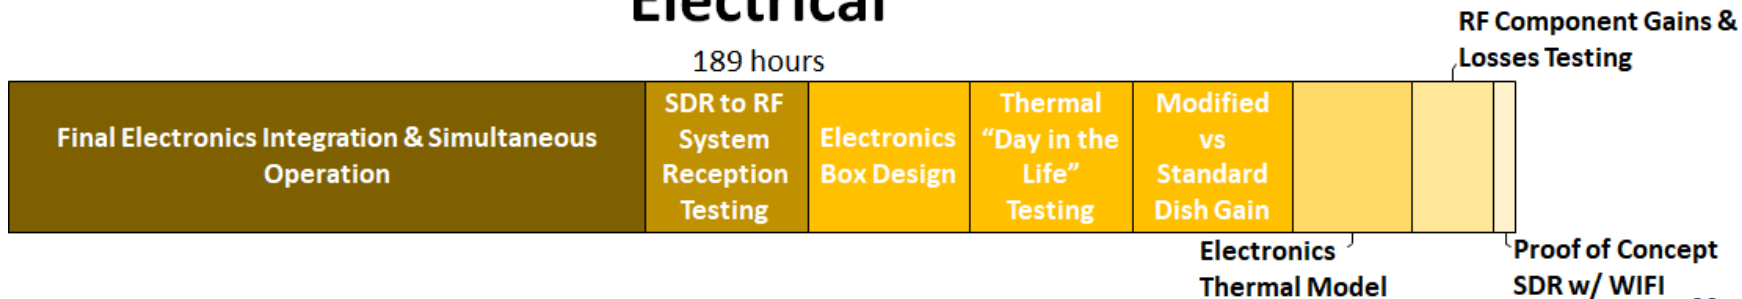 Electrical
189 hours
RF Component Gains &
Losses Testing
Final Electronics Integration & Simultaneous
Operation
SDR to RF
System
Reception
Testing
Electronics
Box Design
Thermal
“Day in the
Life”
Testing
Modified
vs
Standard
Dish Gain
Electronics
Thermal Model
Proof of Concept
SDR w/ WIFI